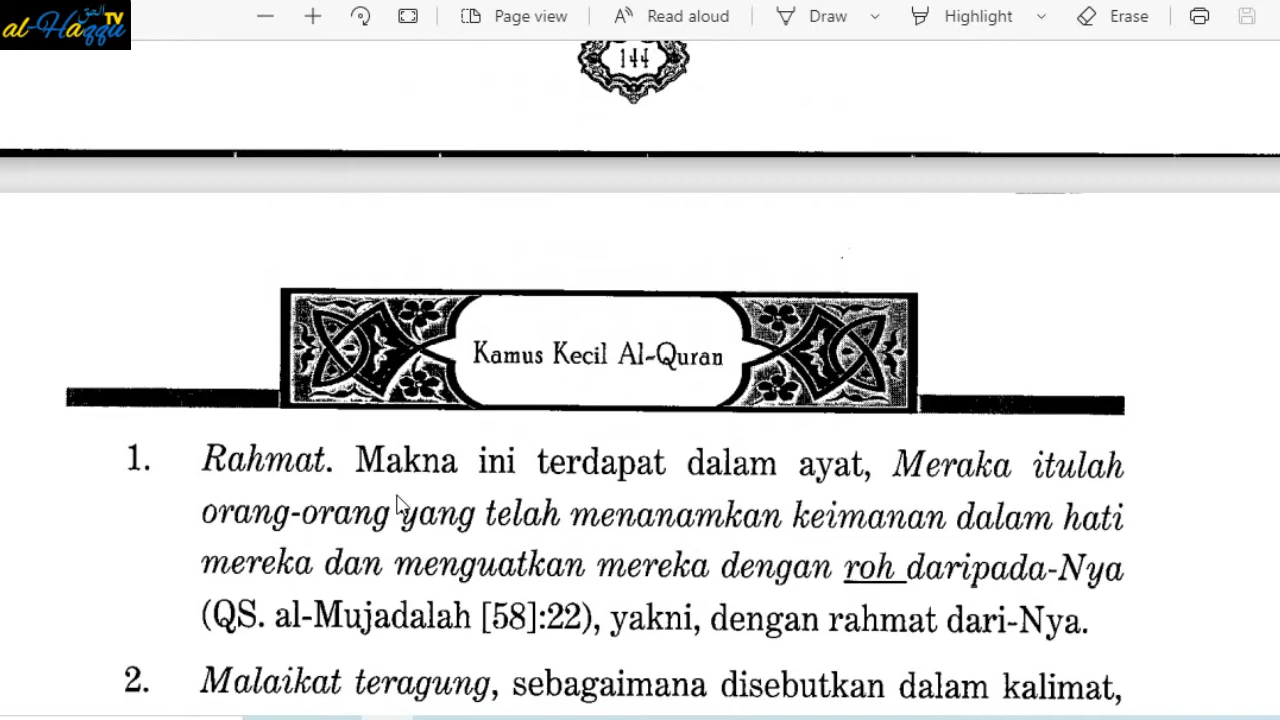 الحق TV
al-Haqqu
Page view Read aloud Draw Highlight Erase
144
Kamus Kecil Al-Quran
1. Rahmat. Makna ini terdapat dalam ayat, Meraka itulah
orang-orang yang telah menanamkan keimanan dalam hati
mereka dan menguatkan mereka dengan roh daripada-Nya
(QS. al-Mujadalah [58]:22), yakni, dengan rahmat dari-Nya.
2. Malaikat teragung, sebagaimana disebutkan dalam kalimat,